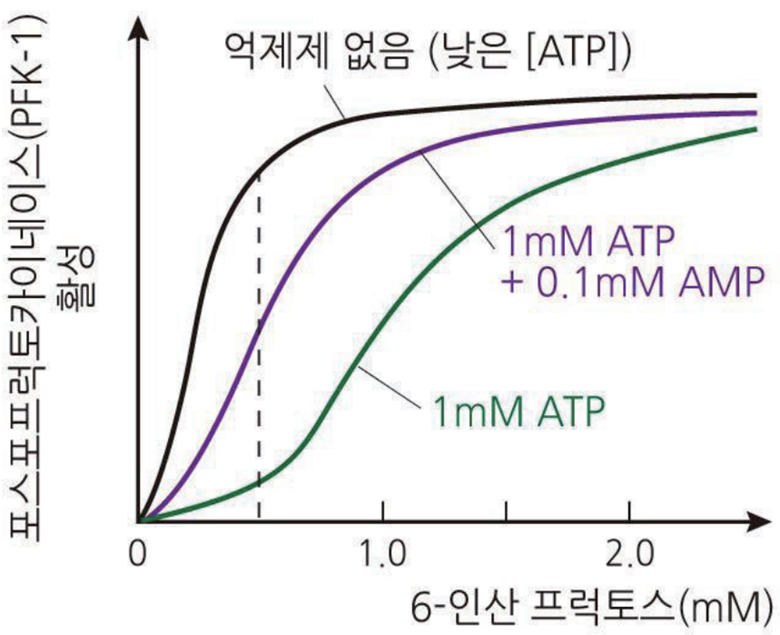 억제제 없음 (낮은 [ATP])
포스포프럭토카이네이스(PFK-1)
활성
1mM ATP
+ 0.1mM AMP
1mM ATP
0
1.0
2.0
6-인산 프럭토스(mM)